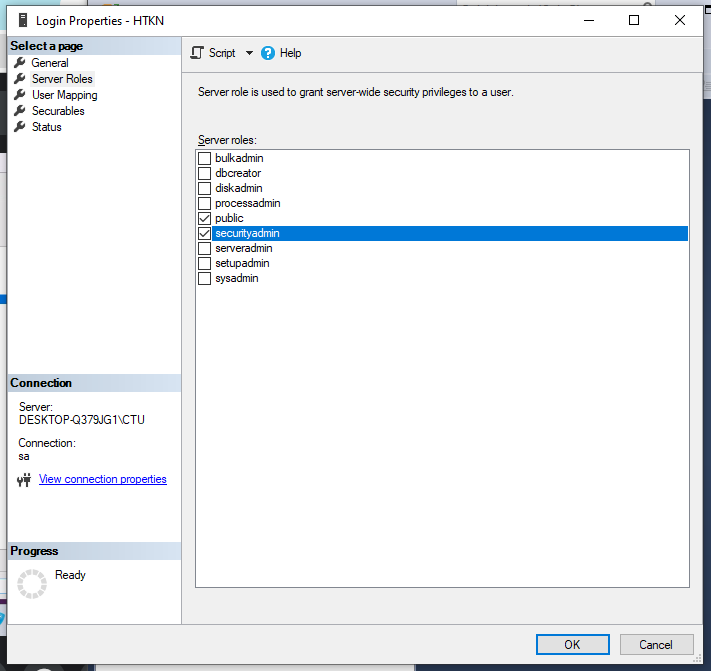 Login Properties - HTKN
Select a page
General
Server Roles
User Mapping
Securables
Status
Script
Help
Server role is used to grant server-wide security privileges to a user.
Server roles:
bulkadmin
dbcreator
diskadmin
processadmin
public
securityadmin
serveradmin
setupadmin
sysadmin
Connection
Server:
DESKTOP-Q379JG1\CTU
Connection:
sa
View connection properties
Progress
Ready
OK
Cancel